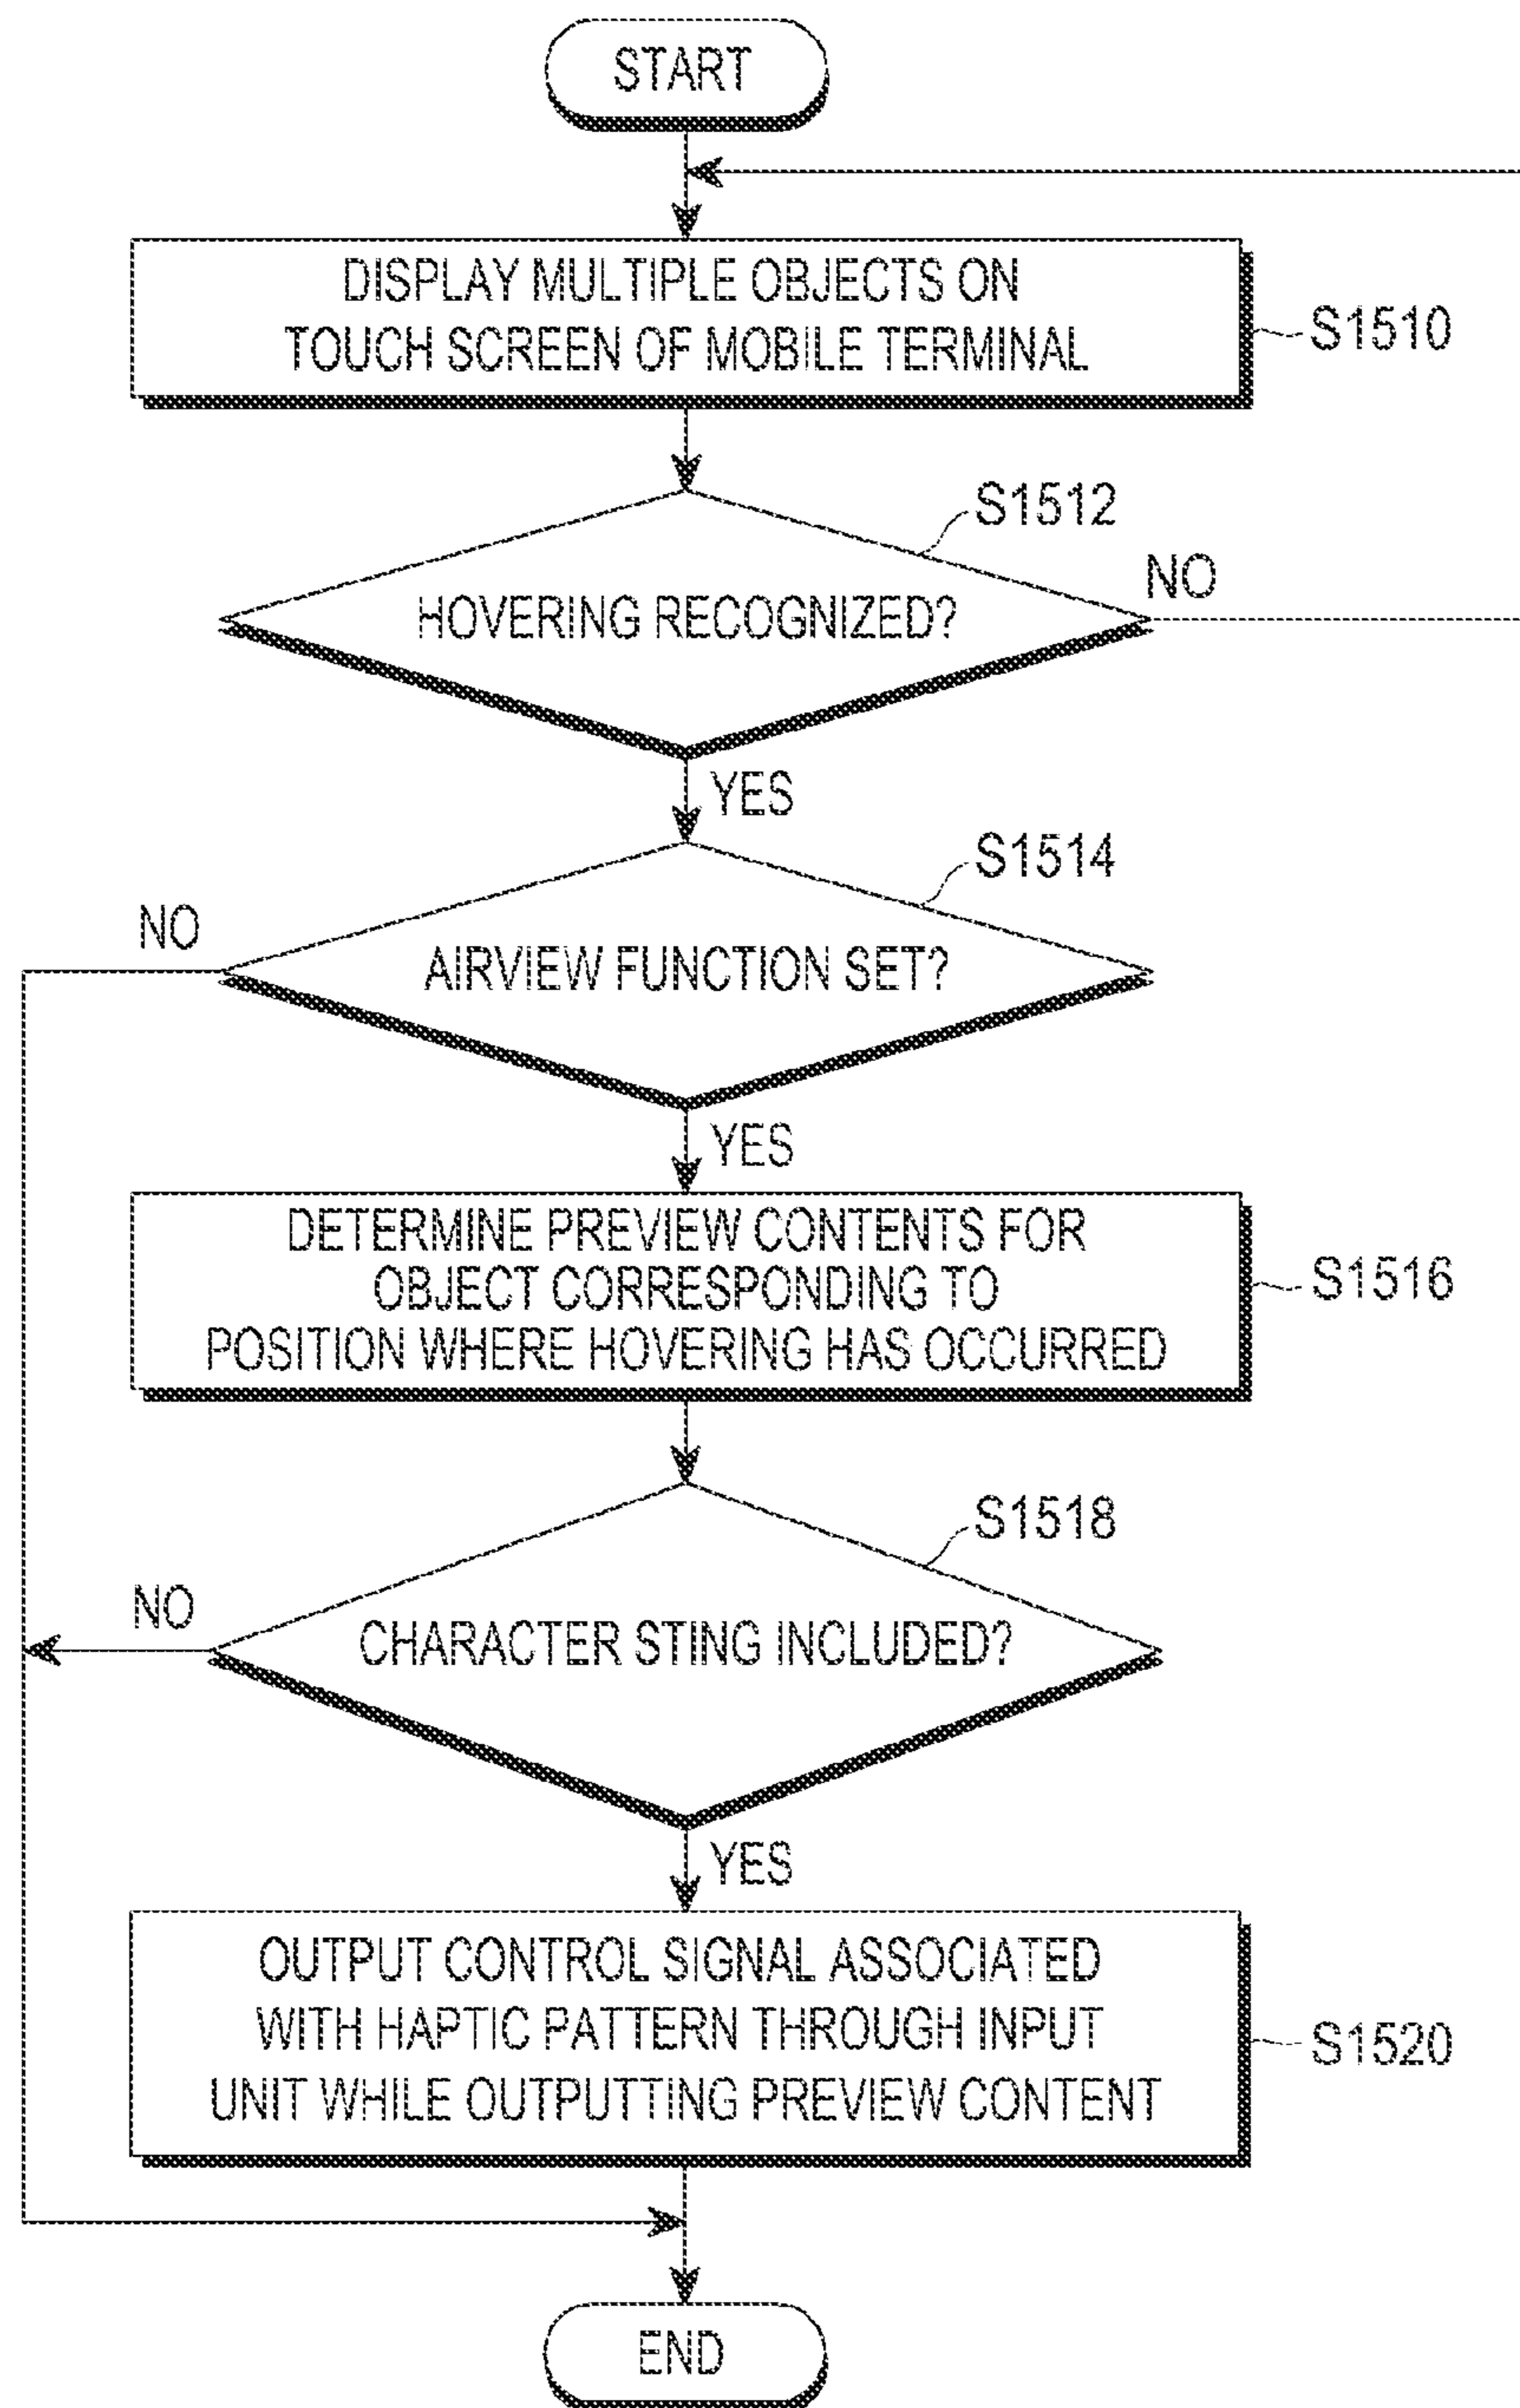 START
DISPLAY MULTIPLE OBJECTS ON
TOUCH SCREEN OF MOBILE TERMINAL
S1510
S1512
HOVERING RECOGNIZED?
NO
YES
S1514
NO
AIRVIEW FUNCTION SET?
YES
DETERMINE PREVIEW CONTENTS FOR
OBJECT CORRESPONDING TO
POSITION WHERE HOVERING HAS OCCURRED
S1516
S1518
NO
CHARACTER STING INCLUDED?
YES
OUTPUT CONTROL SIGNAL ASSOCIATED
WITH HAPTIC PATTERN THROUGH INPUT
UNIT WHILE OUTPUTTING PREVIEW CONTENT
S1520
END